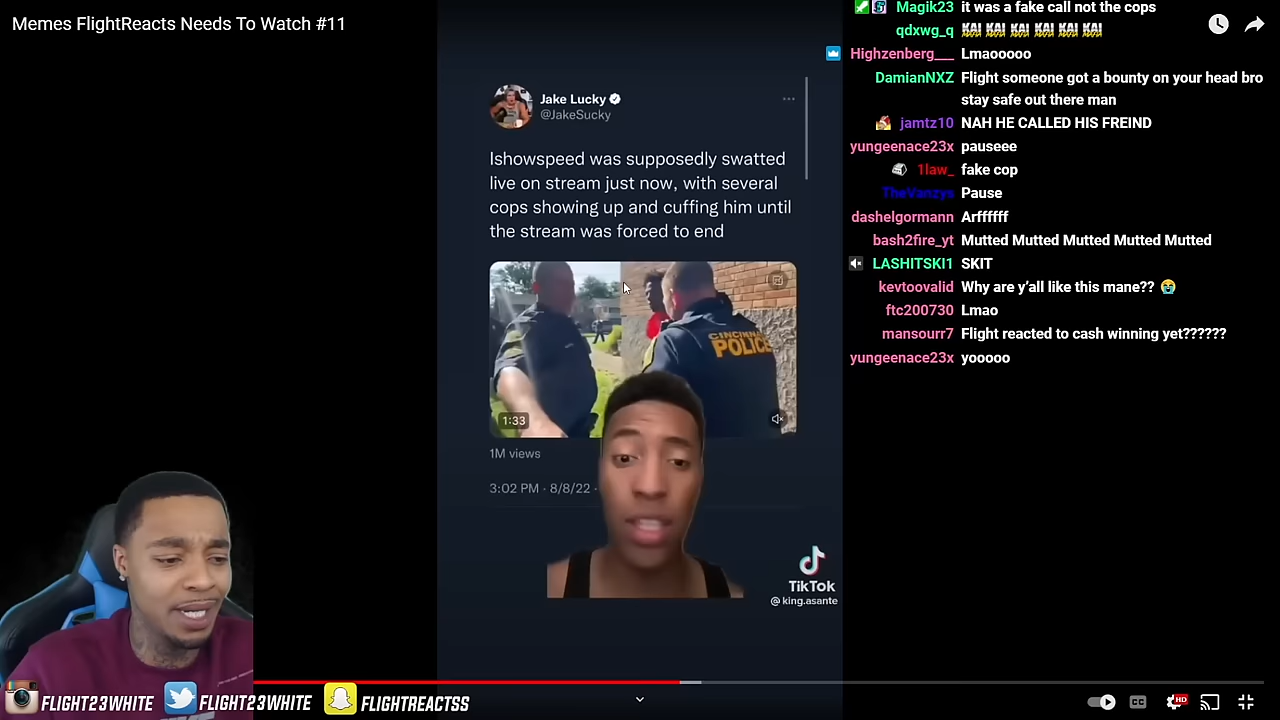 Memes FlightReacts Needs To Watch #11
Jake Lucky
@JakeSucky
Ishowspeed was supposedly swatted
live on stream just now, with several
cops showing up and cuffing him until
the stream was forced to end
CINCINNATI
POLICE
1:33
1M views
3:02 PM · 8/8/22 ·
TikTok
@ king.asante
Magik23 it was a fake call not the cops
qdxwg_q KAI KAI KAI KAI KAI KAI
Highzenberg___ Lmaooooo
DamianNXZ Flight someone got a bounty on your head bro
stay safe out there man
jamtz10 NAH HE CALLED HIS FREIND
yungeenace23x pauseee
1law_ fake cop
TheVanzys Pause
dashelgormann Arffffff
bash2fire_yt Mutted Mutted Mutted Mutted Mutted
LASHITSKI1 SKIT
kevtoovalid Why are y'all like this mane?? 😭
ftc200730 Lmao
mansourr7 Flight reacted to cash winning yet??????
yungeenace23x yooooo
FLIGHT23WHITE
FLIGHT23WHITE
FLIGHTREACTSS
CC
HD